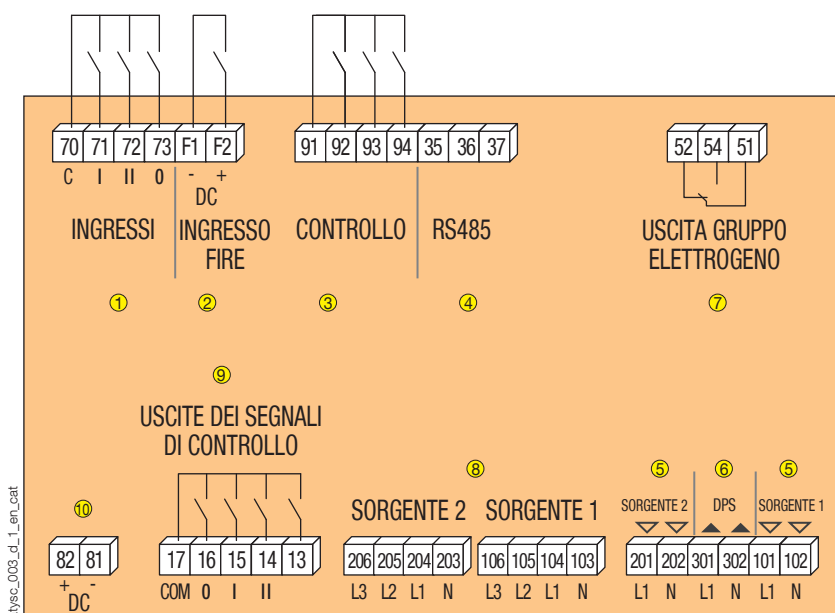 70 71 72 73 F1 F2
91 92 93 94 35 36 37
52 54 51
C I II 0 - +
DC
INGRESSI
INGRESSO
FIRE
CONTROLLO
RS485
USCITA GRUPPO
ELETTROGENO
1 2 3 4 7
9
USCITE DEI SEGNALI
DI CONTROLLO
8
5 6 5
10
SORGENTE 2 SORGENTE 1
SORGENTE 2 DPS SORGENTE 1
82 81
17 16 15 14 13
206 205 204 203 106 105 104 103
201 202 301 302 101 102
+ -
DC
COM 0 I II
L3 L2 L1 N L3 L2 L1 N
L1 N L1 N L1 N
tysc_003_d_1_en_cat